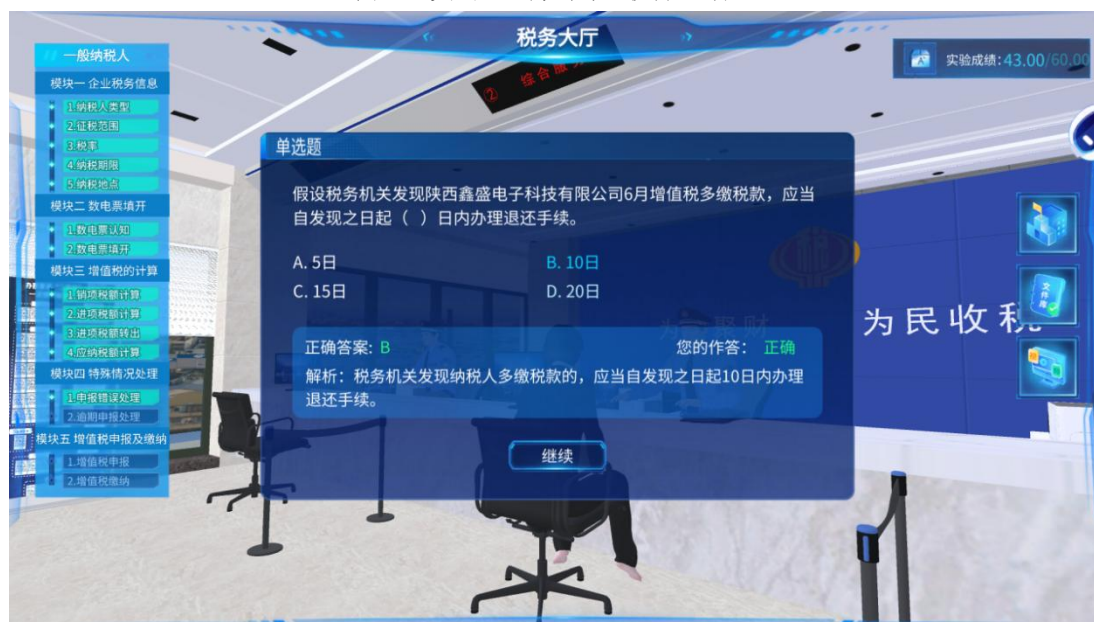 税务大厅
一般纳税人
实验成绩:43.00/60.00
模块一 企业税务信息
1.纳税人类型
2.征税范围
3.税率
4.纳税期限
5.纳税地点
模块二 数电票填开
1.数电票认知
2.数电票填开
模块三 增值税的计算
1.销项税额计算
2.进项税额计算
3.进项税额转出
4.应纳税额计算
模块四 特殊情况处理
1.申报错误处理
2.逾期申报处理
模块五 增值税申报及缴纳
1.增值税申报
2.增值税缴纳
② 综合服务
单选题
假设税务机关发现陕西鑫盛电子科技有限公司6月增值税多缴税款，应当
自发现之日起（ ）日内办理退还手续。
A. 5日 B. 10日
C. 15日 D. 20日
正确答案: B 您的作答： 正确
解析：税务机关发现纳税人多缴税款的，应当自发现之日起10日内办理
退还手续。
继续
为 聚财
为民收税
文件库